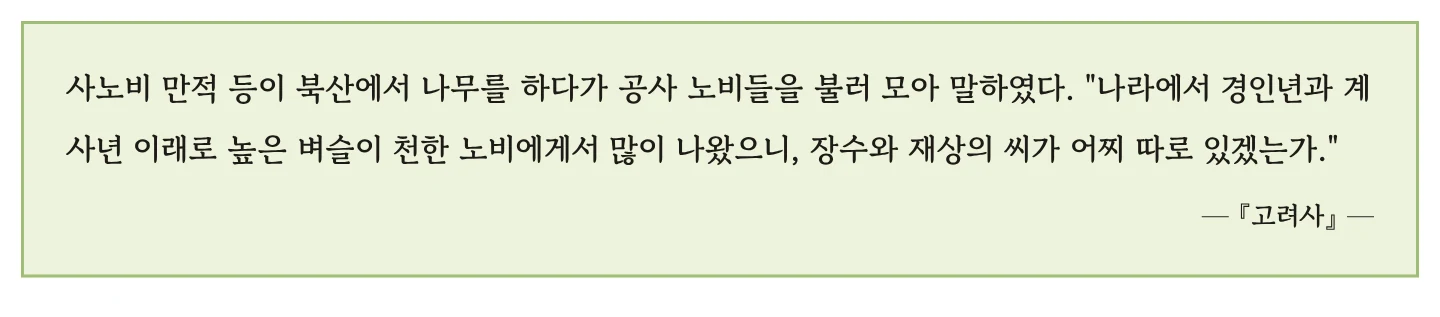 사노비 만적 등이 북산에서 나무를 하다가 공사 노비들을 불러 모아 말하였다. "나라에서 경인년과 계
사년 이래로 높은 벼슬이 천한 노비에게서 많이 나왔으니, 장수와 재상의 씨가 어찌 따로 있겠는가."
― 『고려사』 ―